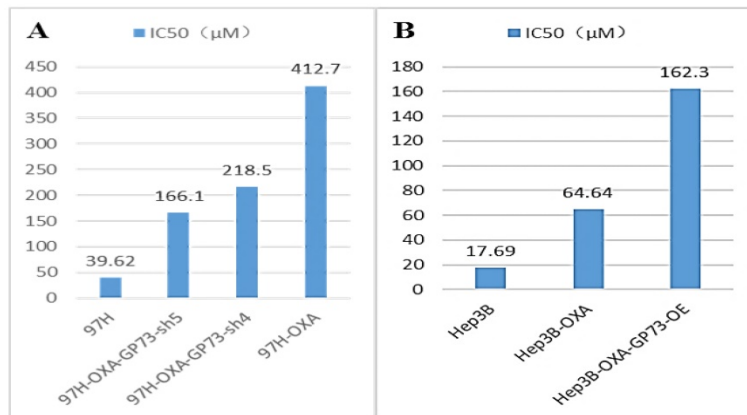 A
IC50（μM）
450
400
350
300
250
200
150
100
50
0
39.62
166.1
218.5
412.7
97H
97H-OXA-GP73-sh5
97H-OXA-GP73-sh4
97H-OXA
B
IC50（μM）
180
160
140
120
100
80
60
40
20
0
17.69
64.64
162.3
Hep3B
Hep3B-OXA
Hep3B-OXA-GP73-OE